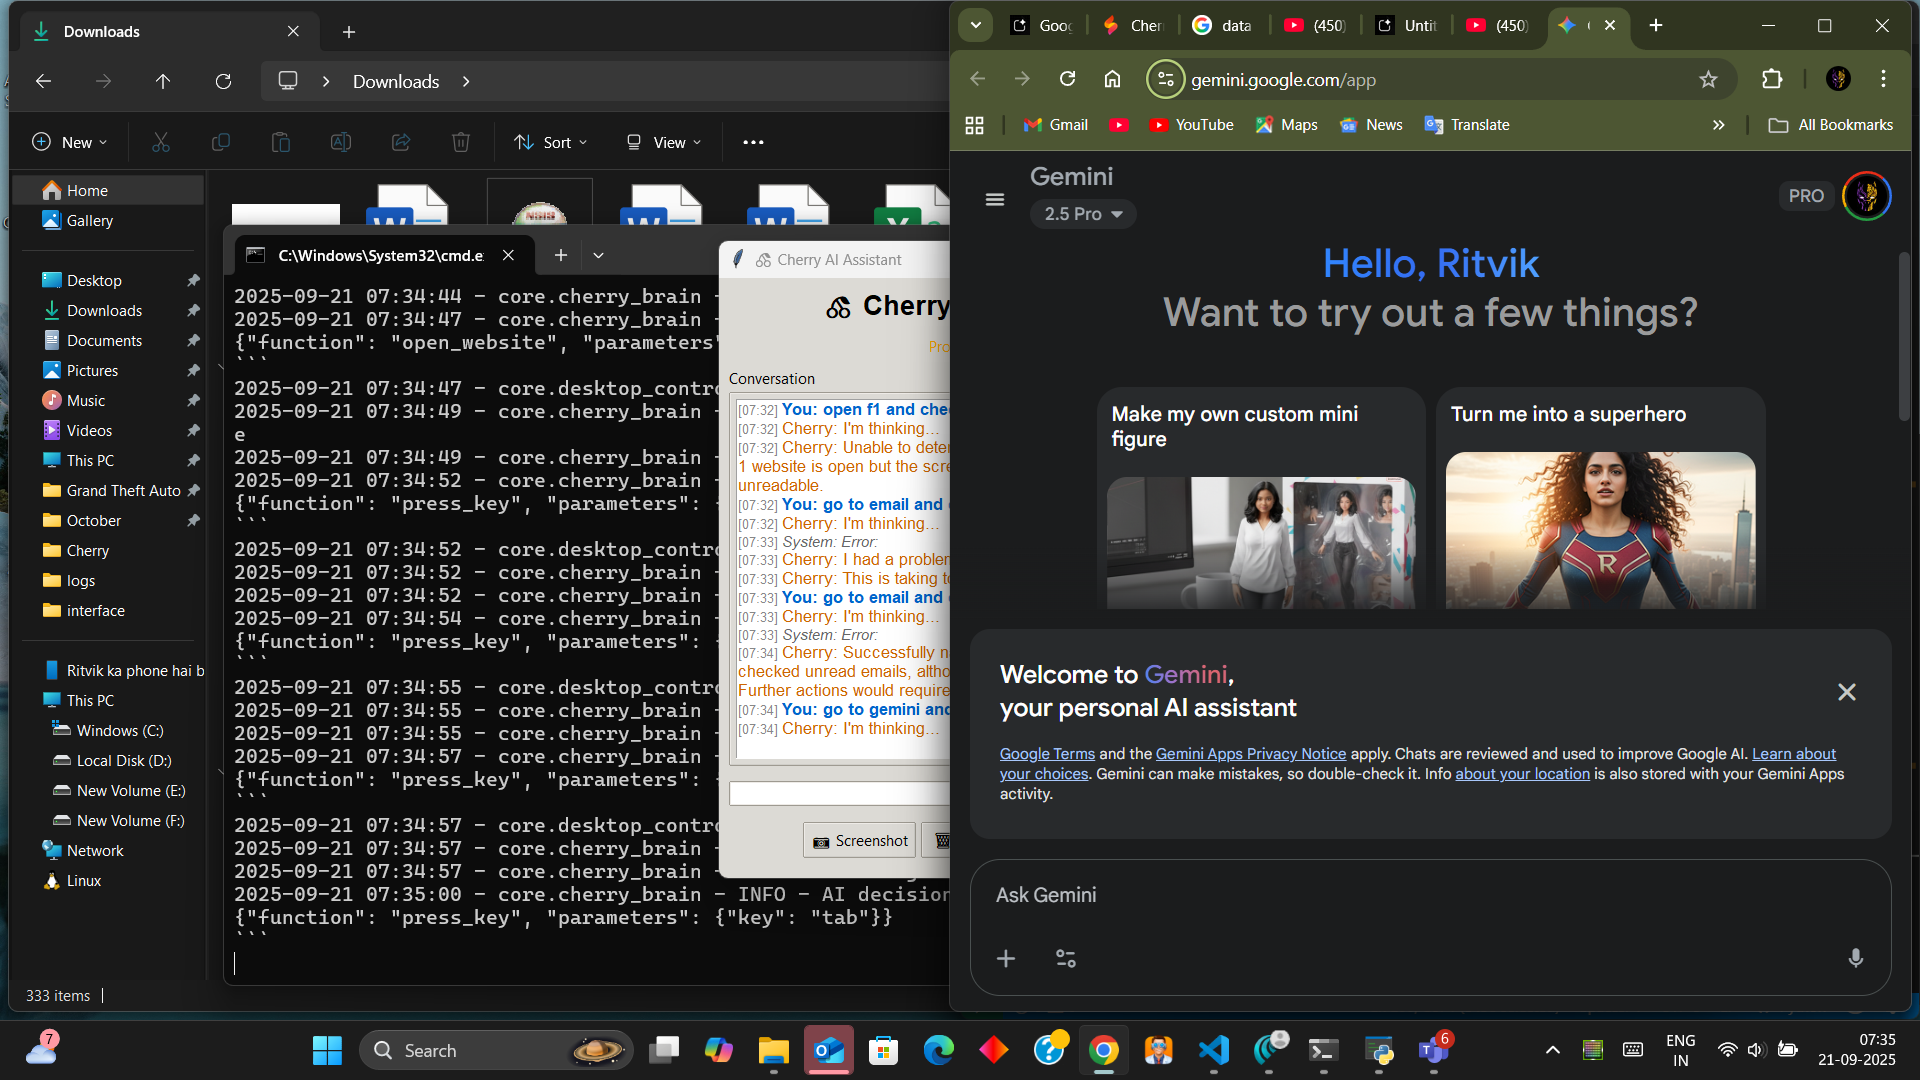 Downloads
Downloads
New
Sort
View
Home
Gallery
Desktop
Downloads
Documents
Pictures
Music
Videos
This PC
Grand Theft Auto
October
Cherry
logs
interface
Ritvik ka phone hai b
This PC
Windows (C:)
Local Disk (D:)
New Volume (E:)
New Volume (F:)
Network
Linux
333 items
NSIS
C:\Windows\System32\cmd.e
2025-09-21 07:34:44 - core.cherry_brain -
2025-09-21 07:34:47 - core.cherry_brain -
{"function": "open_website", "parameters"
```
2025-09-21 07:34:47 - core.desktop_contro
2025-09-21 07:34:49 - core.cherry_brain -
e
2025-09-21 07:34:49 - core.cherry_brain -
2025-09-21 07:34:52 - core.cherry_brain -
{"function": "press_key", "parameters": {
```
2025-09-21 07:34:52 - core.desktop_contro
2025-09-21 07:34:52 - core.cherry_brain -
2025-09-21 07:34:52 - core.cherry_brain -
2025-09-21 07:34:54 - core.cherry_brain -
{"function": "press_key", "parameters": {
```
2025-09-21 07:34:55 - core.desktop_contro
2025-09-21 07:34:55 - core.cherry_brain -
2025-09-21 07:34:55 - core.cherry_brain -
2025-09-21 07:34:57 - core.cherry_brain -
{"function": "press_key", "parameters": {
```
2025-09-21 07:34:57 - core.desktop_contro
2025-09-21 07:34:57 - core.cherry_brain -
2025-09-21 07:34:57 - core.cherry_brain -
2025-09-21 07:35:00 - core.cherry_brain - INFO - AI decision
{"function": "press_key", "parameters": {"key": "tab"}}
```
Cherry AI Assistant
Cherry
Pro
Conversation
[07:32] You: open f1 and che
[07:32] Cherry: I'm thinking...
[07:32] Cherry: Unable to deter
1 website is open but the scre
unreadable.
[07:32] You: go to email and
[07:32] Cherry: I'm thinking...
[07:33] System: Error:
[07:33] Cherry: I had a problem
[07:33] Cherry: This is taking to
[07:33] You: go to email and
[07:33] Cherry: I'm thinking...
[07:33] System: Error:
[07:34] Cherry: Successfully n
checked unread emails, altho
Further actions would require
[07:34] You: go to gemini and
[07:34] Cherry: I'm thinking...
Screenshot
Goog
Cher
data
(450)
Untit
(450)
gemini.google.com/app
Gmail
YouTube
Maps
News
Translate
All Bookmarks
Gemini
2.5 Pro
PRO
Hello, Ritvik
Want to try out a few things?
Make my own custom mini
figure
Turn me into a superhero
R
Welcome to Gemini,
your personal AI assistant
Google Terms and the Gemini Apps Privacy Notice apply. Chats are reviewed and used to improve Google AI. Learn about
your choices. Gemini can make mistakes, so double-check it. Info about your location is also stored with your Gemini Apps
activity.
Ask Gemini
7
Search
6
ENG
IN
07:35
21-09-2025